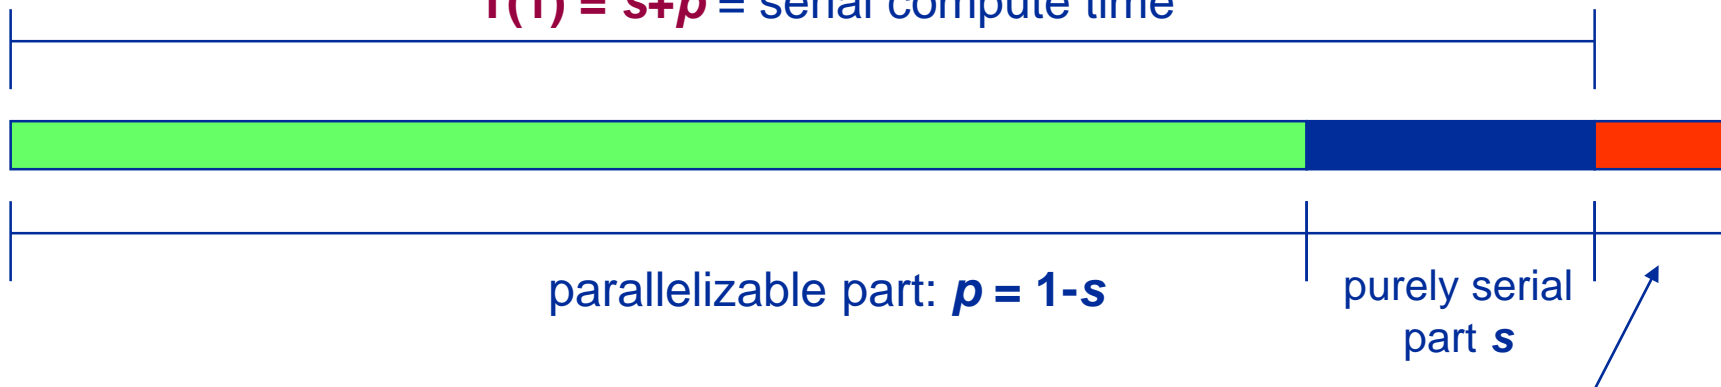 T(1) = s+p = serial compute time
parallelizable part: p = 1-s
purely serial
part s